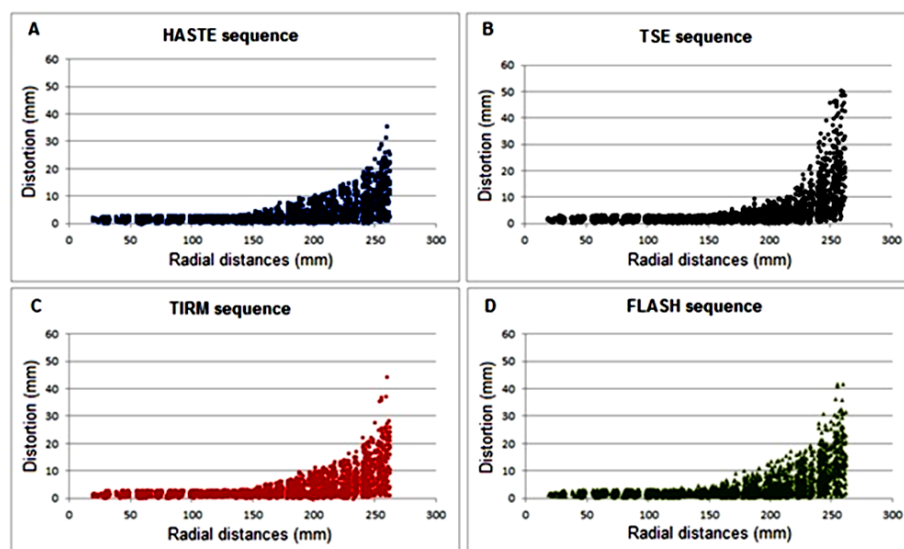 A
HASTE sequence
60
50
40
30
20
10
0
Distortion (mm)
0 50 100 150 200 250 300
Radial distances (mm)
B
TSE sequence
60
50
40
30
20
10
0
Distortion (mm)
0 50 100 150 200 250 300
Radial distances (mm)
C
TIRM sequence
60
50
40
30
20
10
0
Distortion (mm)
0 50 100 150 200 250 300
Radial distances (mm)
D
FLASH sequence
60
50
40
30
20
10
0
Distortion (mm)
0 50 100 150 200 250 300
Radial distances (mm)